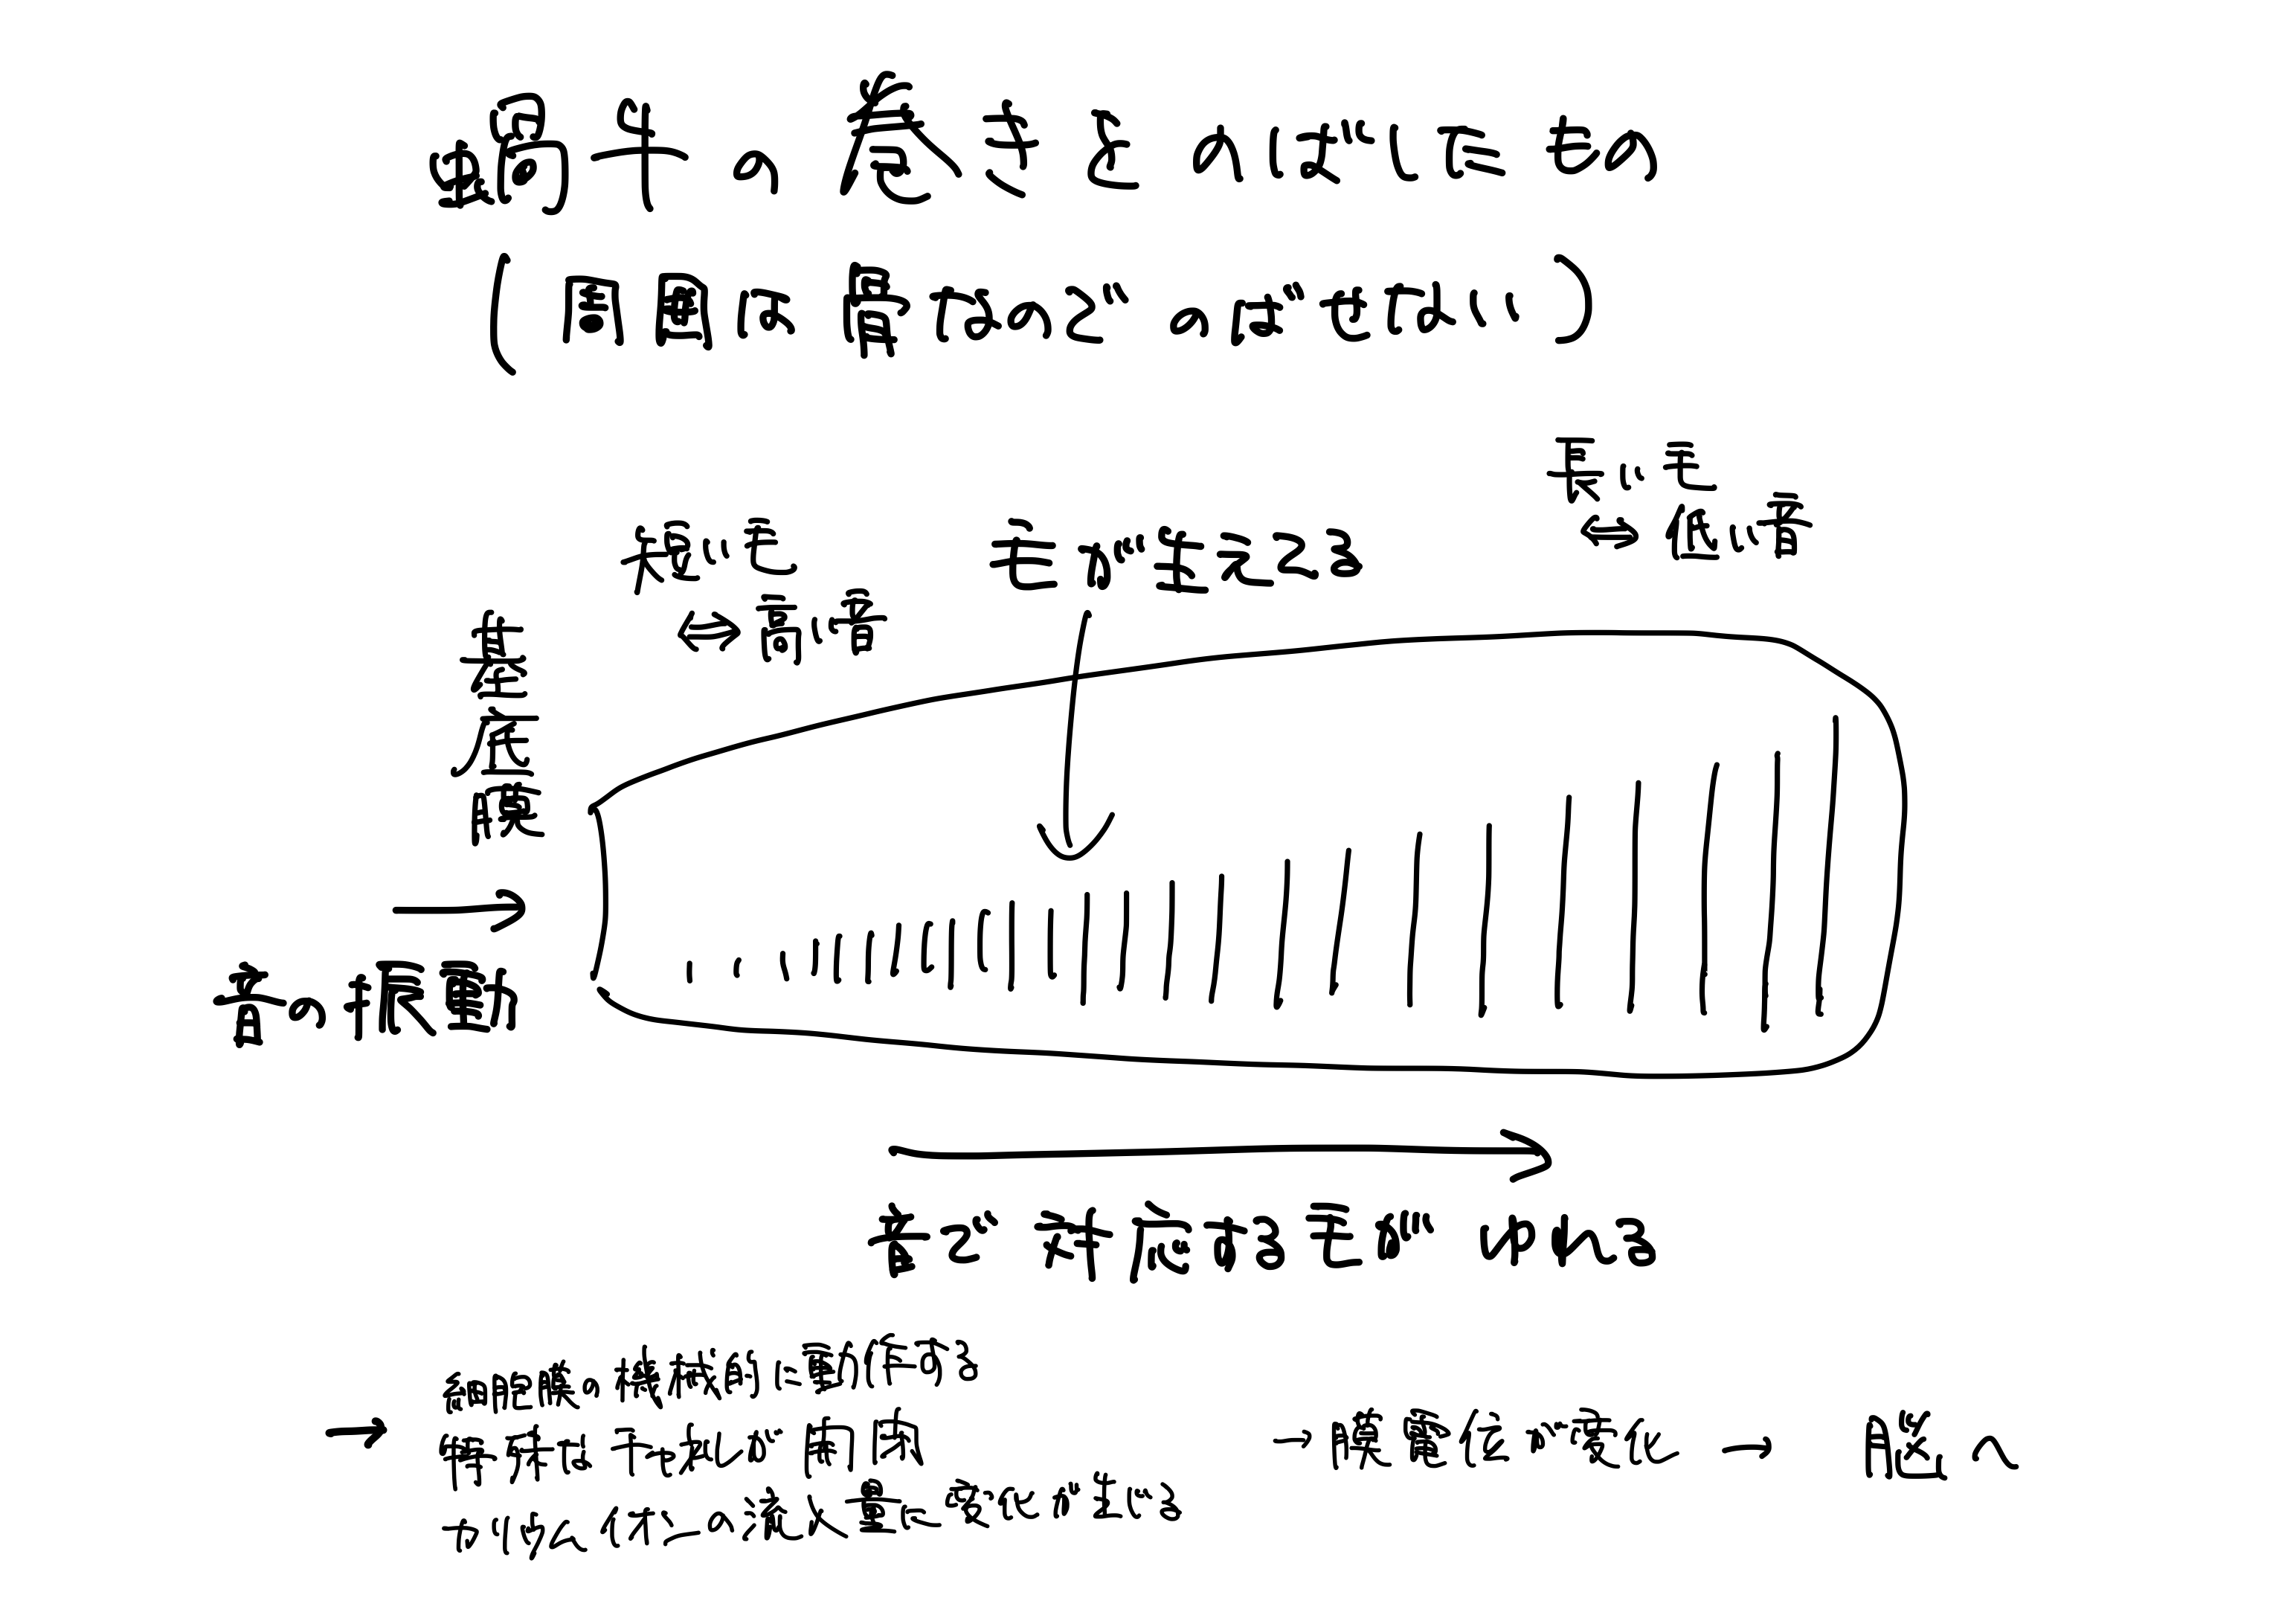 蝸牛の巻きをのばしたもの
(周囲は骨なのでのばせない)
長い毛
⇔低い音
短い毛
⇔高い音
毛が生えてる
基底膜
→
音の振動
→
音で対応する毛がゆれる
→ 細胞膜の機械的に動作する
特殊な千礼が開閉
カリウムイオンの流入量に変化が生じる
→膜電位が変化→脳へ